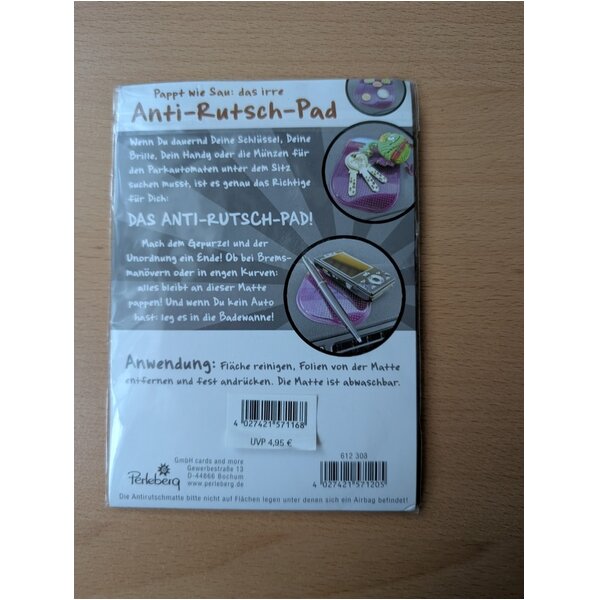 Pappt wie Sau: das irre
Anti-Rutsch-Pad
Wenn Du dauernd Deine Schlüssel, Deine
Brille, Dein Handy oder die Münzen für
den Parkautomaten unter dem Sitz
suchen musst, ist es genau das Richtige
für Dich:
DAS ANTI-RUTSCH-PAD!
Mach dem Gepurzel und der
Unordnung ein Ende! Ob bei Brems-
manövern oder in engen Kurven:
alles bleibt an dieser Matte
pappen! Und wenn Du kein Auto
hast: leg es in die Badewanne!
Anwendung: Fläche reinigen, Folien von der Matte
entfernen und fest andrücken. Die Matte ist abwaschbar.
4 027421 571168
UVP 4,95 €
Perleberg
GmbH cards and more
Gewerbestraße 13
D-44866 Bochum
www.perleberg.de
612 303
4 027421 571205
Die Antirutschmatte bitte nicht auf Flächen legen unter denen sich ein Airbag befindet!